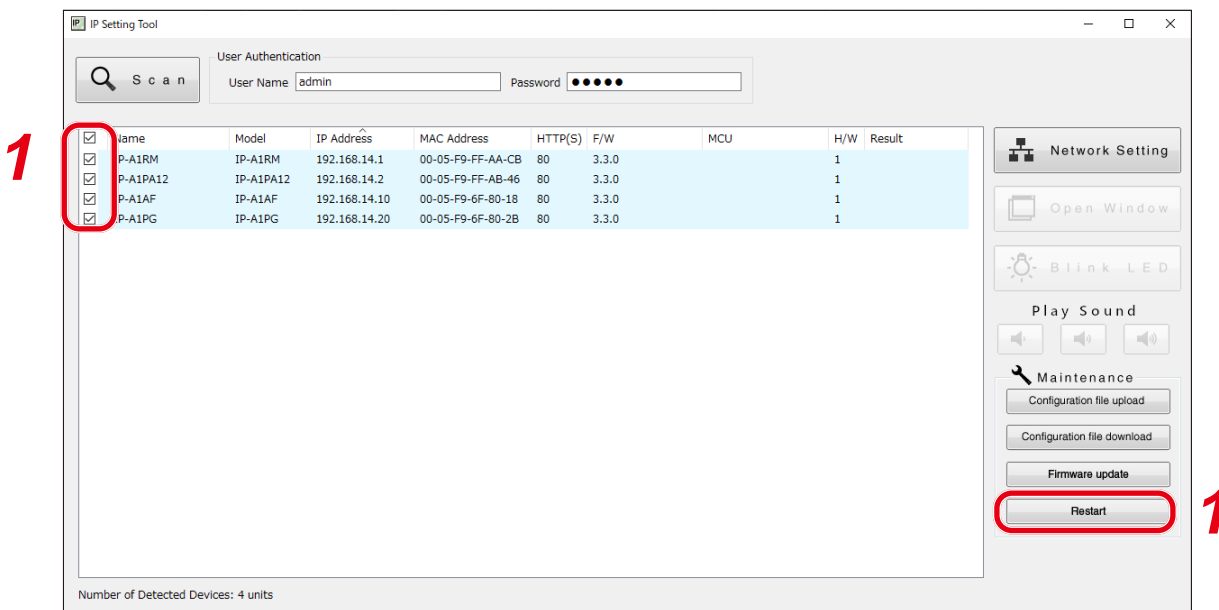 IP IP Setting Tool
Scan
User Authentication
User Name admin Password ●●●●●
1
Name Model IP Address MAC Address HTTP(S) F/W MCU H/W Result
IP-A1RM IP-A1RM 192.168.14.1 00-05-F9-FF-AA-CB 80 3.3.0 1
IP-A1PA12 IP-A1PA12 192.168.14.2 00-05-F9-FF-AB-46 80 3.3.0 1
IP-A1AF IP-A1AF 192.168.14.10 00-05-F9-6F-80-18 80 3.3.0 1
IP-A1PG IP-A1PG 192.168.14.20 00-05-F9-6F-80-2B 80 3.3.0 1
Network Setting
Open Window
Blink LED
Play Sound
Maintenance
Configuration file upload
Configuration file download
Firmware update
Restart
1
Number of Detected Devices: 4 units